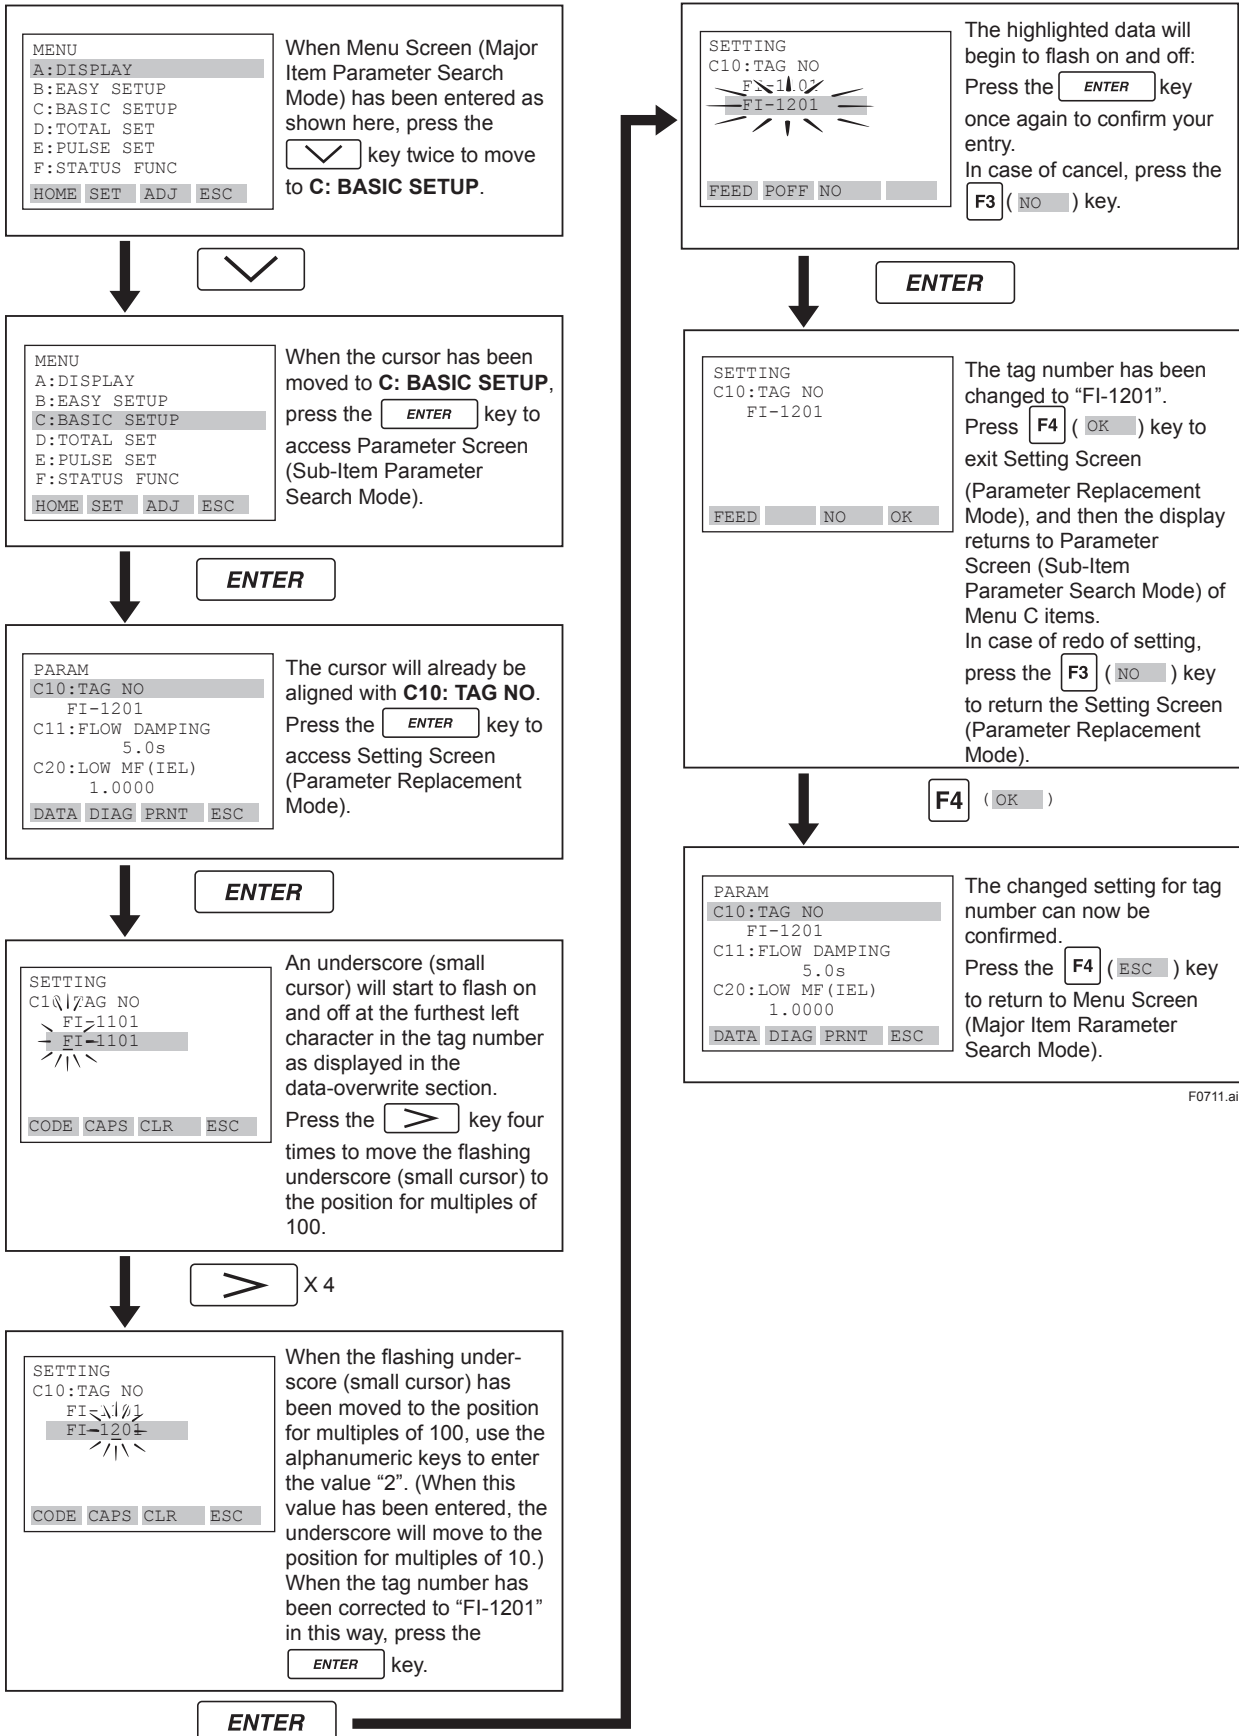 MENU
A:DISPLAY
B:EASY SETUP
C:BASIC SETUP
D:TOTAL SET
E:PULSE SET
F:STATUS FUNC
HOME SET ADJ ESC
When Menu Screen (Major
Item Parameter Search
Mode) has been entered as
shown here, press the
key twice to move
to C: BASIC SETUP.
MENU
A:DISPLAY
B:EASY SETUP
C:BASIC SETUP
D:TOTAL SET
E:PULSE SET
F:STATUS FUNC
HOME SET ADJ ESC
When the cursor has been
moved to C: BASIC SETUP,
press the ENTER key to
access Parameter Screen
(Sub-Item Parameter
Search Mode).
ENTER
PARAM
C10:TAG NO
FI-1201
C11:FLOW DAMPING
5.0s
C20:LOW MF(IEL)
1.0000
DATA DIAG PRNT ESC
The cursor will already be
aligned with C10: TAG NO.
Press the ENTER key to
access Setting Screen
(Parameter Replacement
Mode).
ENTER
SETTING
C10:TAG NO
FI-1101
FI-1101
CODE CAPS CLR ESC
An underscore (small
cursor) will start to flash on
and off at the furthest left
character in the tag number
as displayed in the
data-overwrite section.
Press the > key four
times to move the flashing
underscore (small cursor) to
the position for multiples of
100.
> X 4
SETTING
C10:TAG NO
FI-1101
FI-1201
CODE CAPS CLR ESC
When the flashing under-
score (small cursor) has
been moved to the position
for multiples of 100, use the
alphanumeric keys to enter
the value “2”. (When this
value has been entered, the
underscore will move to the
position for multiples of 10.)
When the tag number has
been corrected to “FI-1201”
in this way, press the
ENTER key.
ENTER
SETTING
C10:TAG NO
FI-1101
FI-1201
FEED POFF NO
The highlighted data will
begin to flash on and off:
Press the ENTER key
once again to confirm your
entry.
In case of cancel, press the
F3 ( NO ) key.
ENTER
SETTING
C10:TAG NO
FI-1201
FEED NO OK
The tag number has been
changed to “FI-1201”.
Press F4 ( OK ) key to
exit Setting Screen
(Parameter Replacement
Mode), and then the display
returns to Parameter
Screen (Sub-Item
Parameter Search Mode) of
Menu C items.
In case of redo of setting,
press the F3 ( NO ) key
to return the Setting Screen
(Parameter Replacement
Mode).
F4 ( OK )
PARAM
C10:TAG NO
FI-1201
C11:FLOW DAMPING
5.0s
C20:LOW MF(IEL)
1.0000
DATA DIAG PRNT ESC
The changed setting for tag
number can now be
confirmed.
Press the F4 ( ESC ) key
to return to Menu Screen
(Major Item Rarameter
Search Mode).
F0711.ai